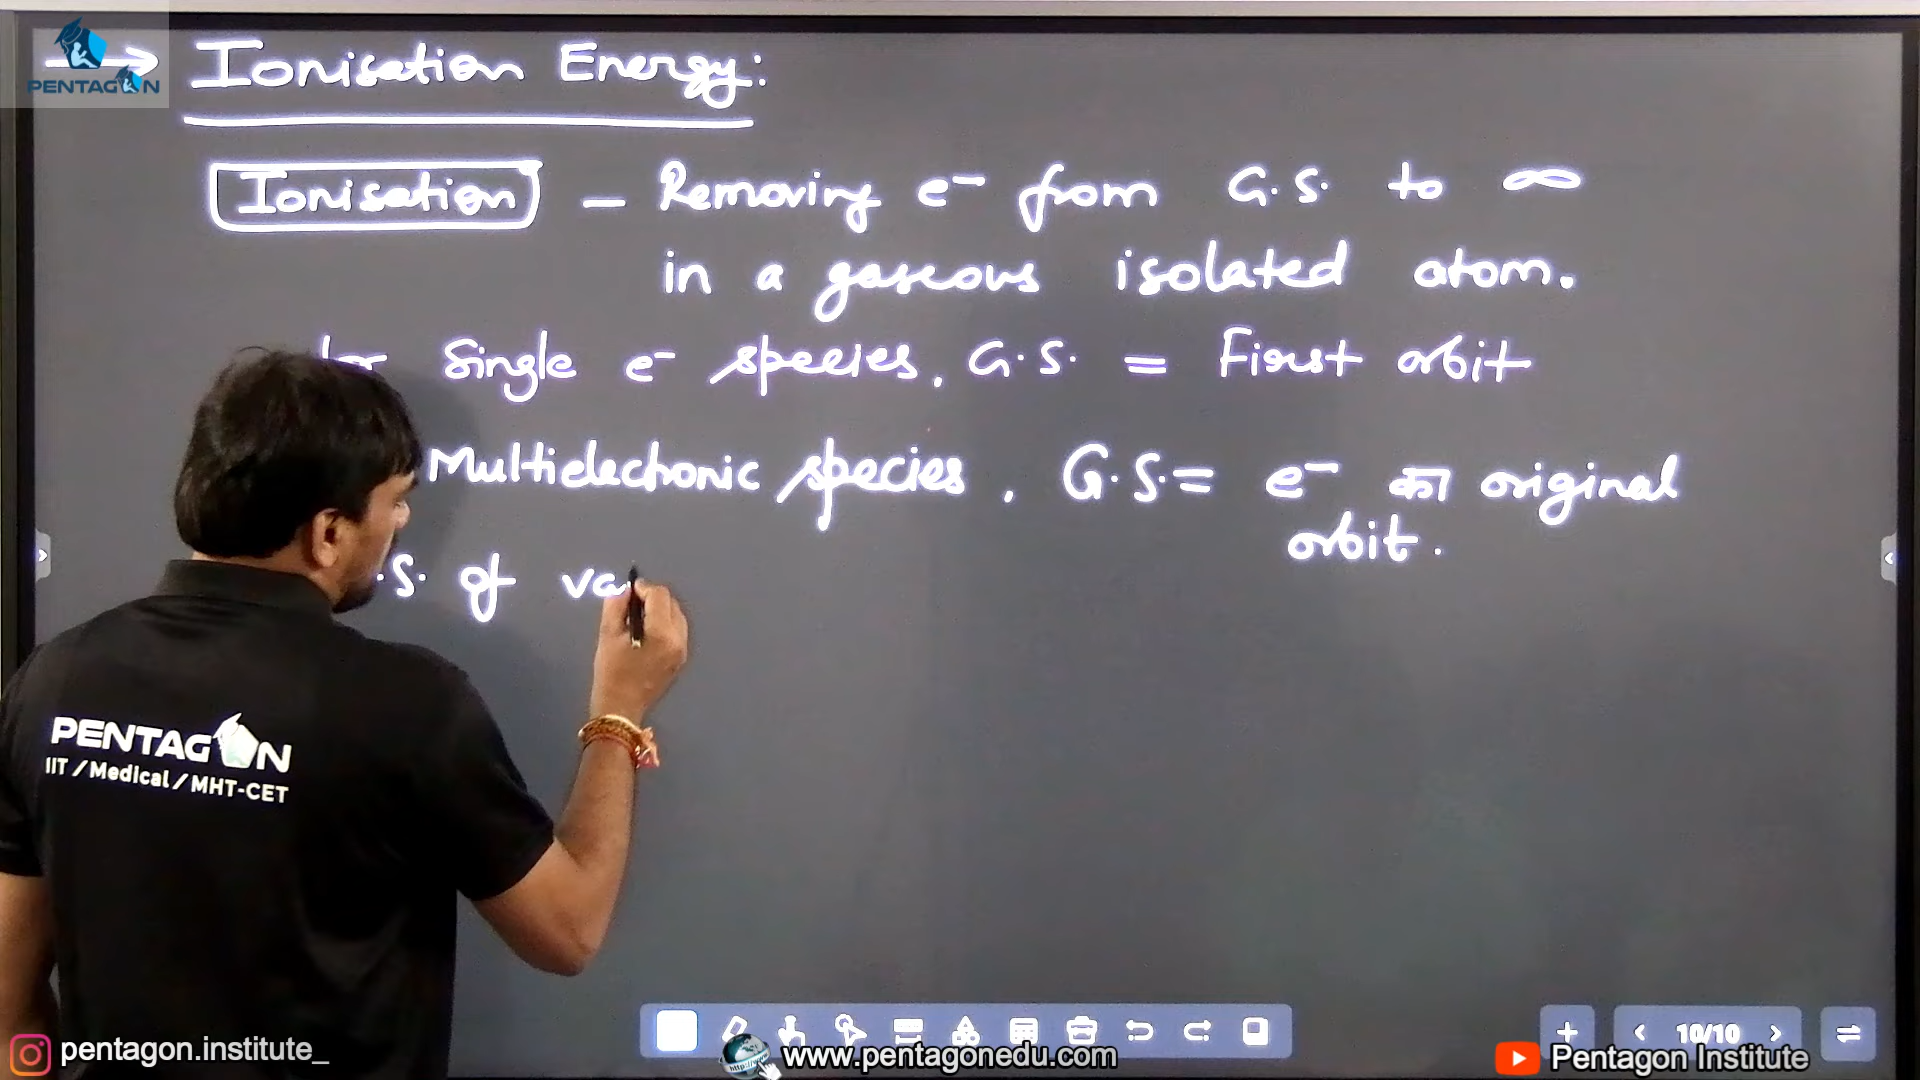 → Ionisation Energy:
PENTAGON
Ionisation – Removing e⁻ from G.S. to ∞
in a gaseous isolated atom.
for Single e⁻ species, G.S. = First orbit
Multielectronic species, G.S. = e⁻ का original
orbit.
.S. of va
PENTAGON
IIT / Medical / MHT-CET
10/10
pentagon.institute_
www.pentagonedu.com
Pentagon Institute